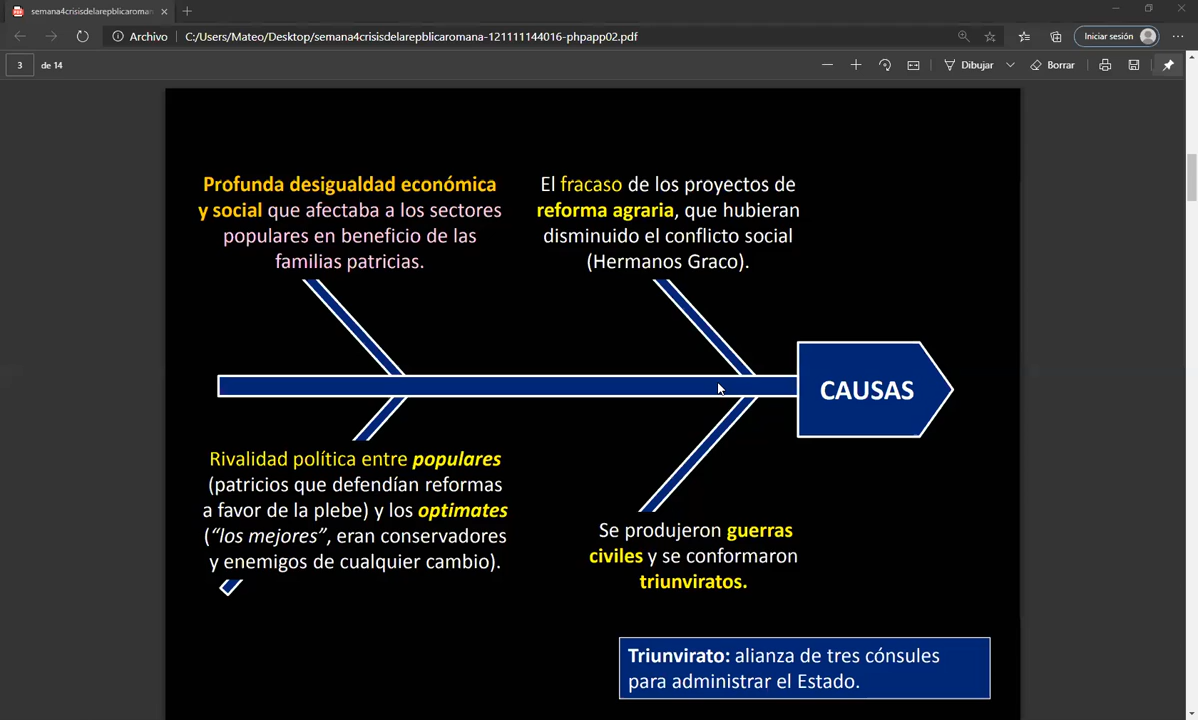 semana4crisisdelarepblicaroman
Archivo
C:/Users/Mateo/Desktop/semana4crisisdelarepblicaromana-121111144016-phpapp02.pdf
Iniciar sesión
3
de 14
Dibujar
Borrar
Profunda desigualdad económica
y social que afectaba a los sectores
populares en beneficio de las
familias patricias.
El fracaso de los proyectos de
reforma agraria, que hubieran
disminuido el conflicto social
(Hermanos Graco).
CAUSAS
Rivalidad política entre populares
(patricios que defendían reformas
a favor de la plebe) y los optimates
(“los mejores”, eran conservadores
y enemigos de cualquier cambio).
Se produjeron guerras
civiles y se conformaron
triunviratos.
Triunvirato: alianza de tres cónsules
para administrar el Estado.